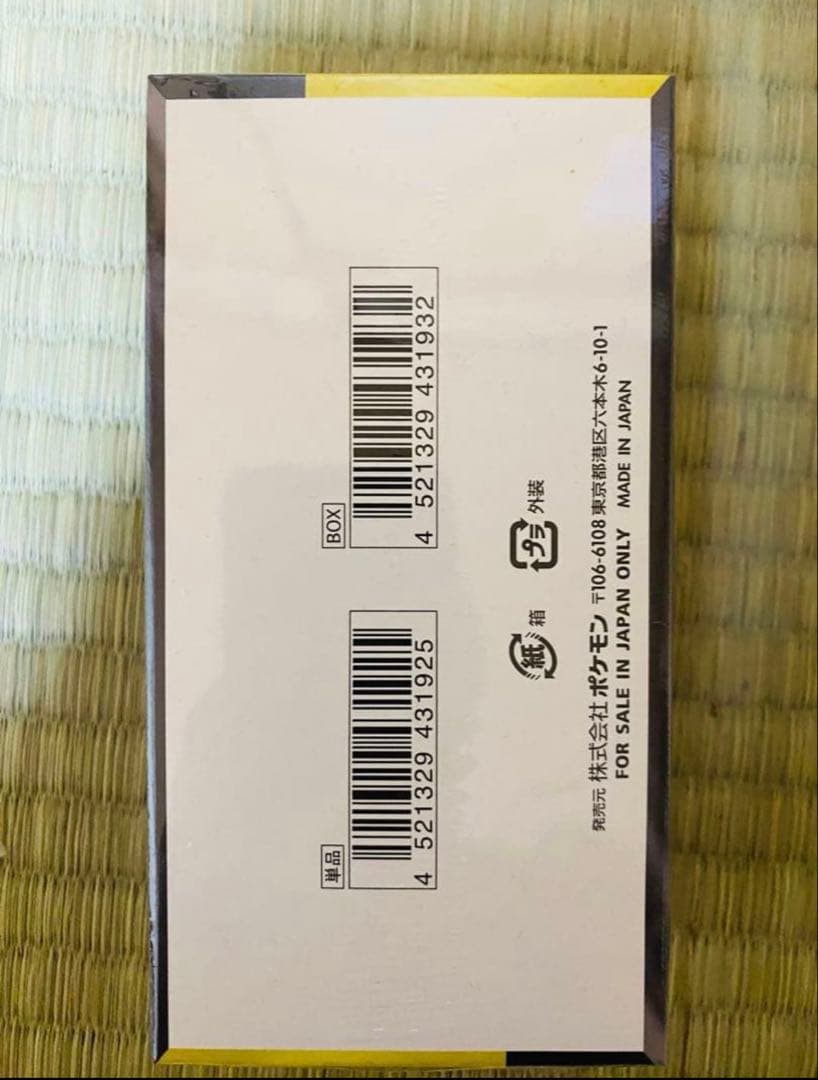 単品
4 521329 431925
BOX
4 521329 431932
紙 箱
プラ 外装
発売元 株式会社 ポケモン 〒106-6108 東京都港区六本木6-10-1
FOR SALE IN JAPAN ONLY MADE IN JAPAN